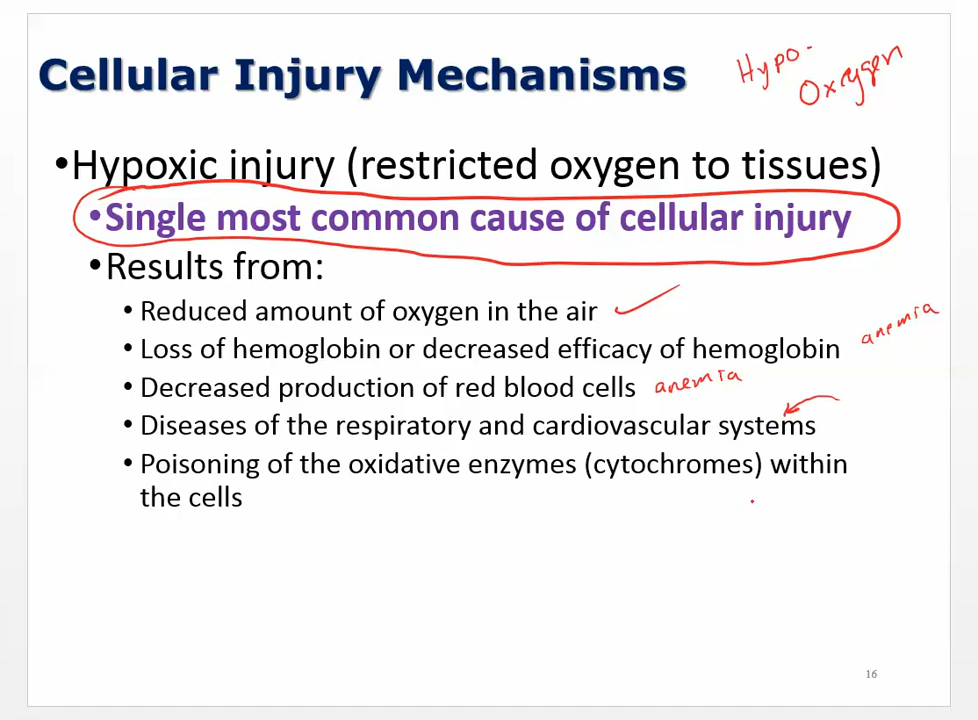 Cellular Injury Mechanisms
Hypo-
Oxygen
•Hypoxic injury (restricted oxygen to tissues)
•Single most common cause of cellular injury
•Results from:
• Reduced amount of oxygen in the air
• Loss of hemoglobin or decreased efficacy of hemoglobin anemia
• Decreased production of red blood cells anemia
• Diseases of the respiratory and cardiovascular systems
• Poisoning of the oxidative enzymes (cytochromes) within
the cells
16